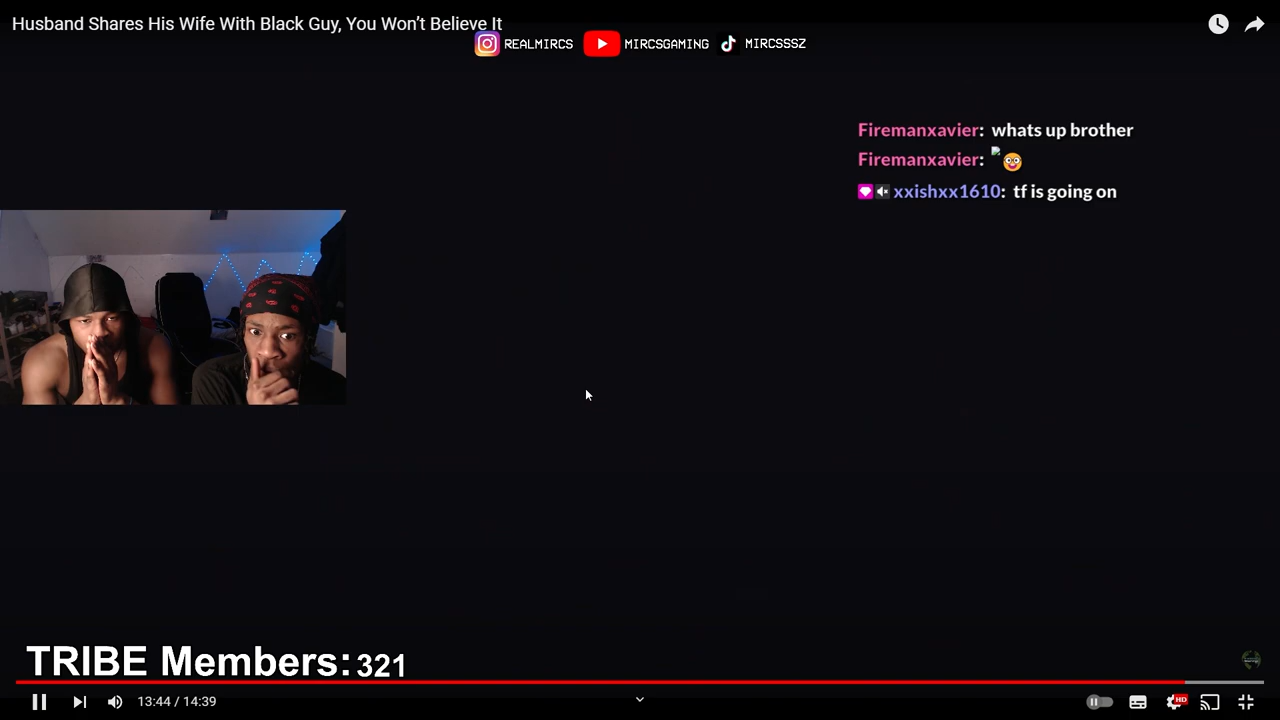 Husband Shares His Wife With Black Guy, You Won’t Believe It
REALMIRCS MIRCSGAMING MIRCSSSZ
Firemanxavier: whats up brother
Firemanxavier:
xxishxx1610: tf is going on
TRIBE Members: 321
13:44 / 14:39
HD